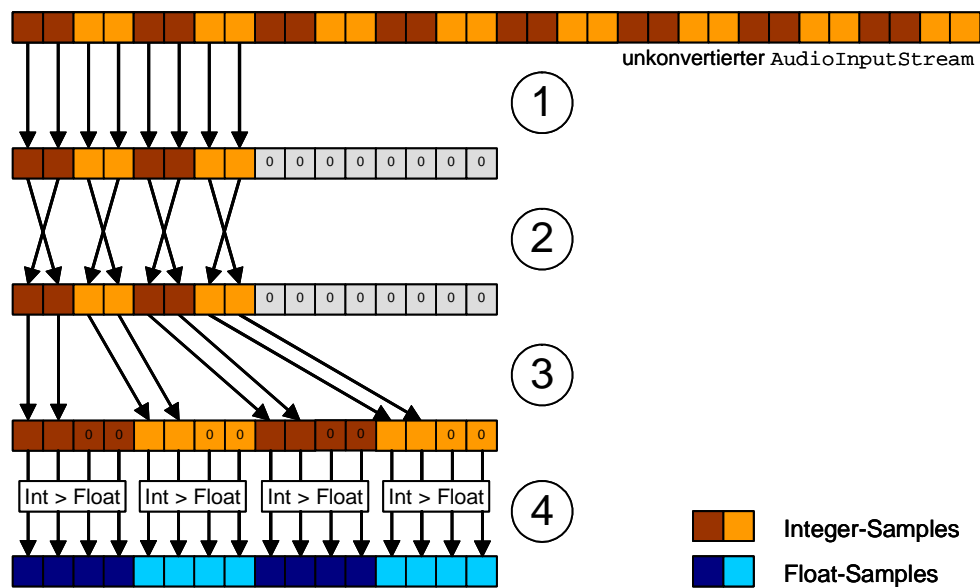 unkonvertierter AudioInputStream
1
0 0 0 0 0 0 0 0
2
0 0 0 0 0 0 0 0
3
0 0 0 0 0 0 0 0
Int > Float Int > Float Int > Float Int > Float
4
Integer-Samples
Float-Samples